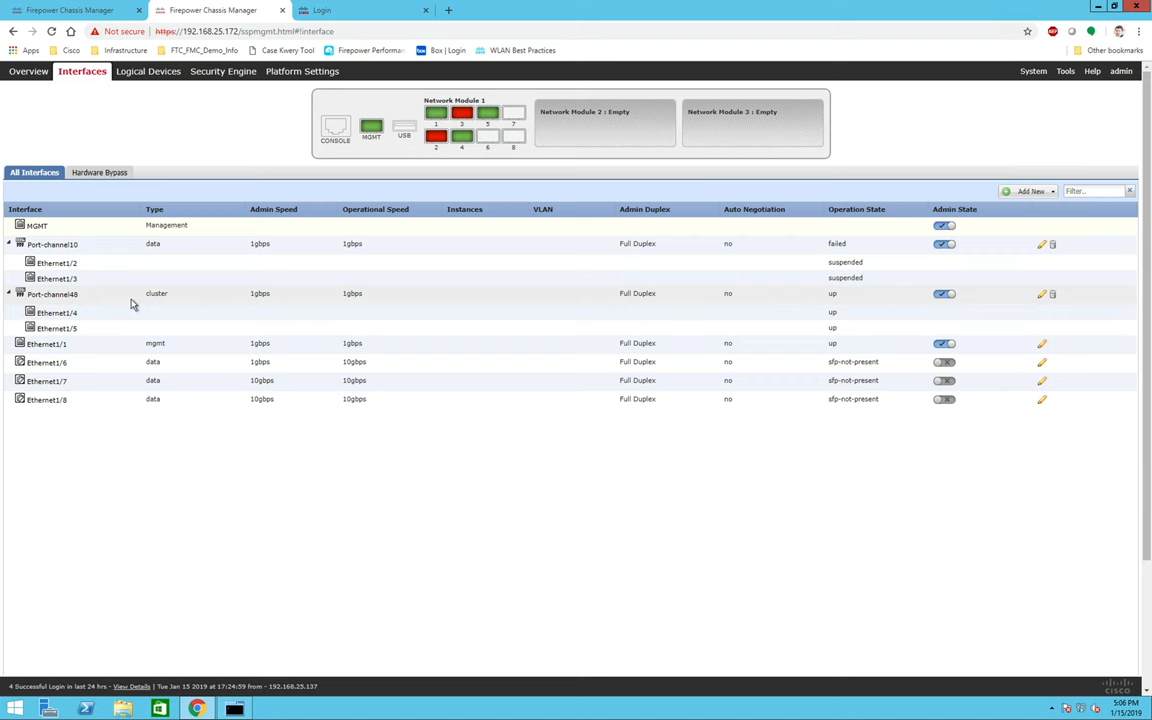 Firepower Chassis Manager × Firepower Chassis Manager × Login × +
Not secure https://192.168.25.172/sspmgmt.html#!interface
Apps Cisco Infrastructure FTC_FMC_Demo_Info Case Kwery Tool Firepower Performan box Box | Login WLAN Best Practices Other bookmarks
Overview Interfaces Logical Devices Security Engine Platform Settings System Tools Help admin
Network Module 1
Network Module 2 : Empty Network Module 3 : Empty
1 3 5 7
CONSOLE MGMT USB
2 4 6 8
All Interfaces Hardware Bypass
Add New Filter..
Interface Type Admin Speed Operational Speed Instances VLAN Admin Duplex Auto Negotiation Operation State Admin State
MGMT Management
Port-channel10 data 1gbps 1gbps Full Duplex no failed
Ethernet1/2 suspended
Ethernet1/3 suspended
Port-channel48 cluster 1gbps 1gbps Full Duplex no up
Ethernet1/4 up
Ethernet1/5 up
Ethernet1/1 mgmt 1gbps 1gbps Full Duplex no up
Ethernet1/6 data 1gbps 10gbps Full Duplex no sfp-not-present
Ethernet1/7 data 10gbps 10gbps Full Duplex no sfp-not-present
Ethernet1/8 data 10gbps 10gbps Full Duplex no sfp-not-present
4 Successful Login in last 24 hrs - View Details | Tue Jan 15 2019 at 17:24:59 from - 192.168.25.137
CISCO
5:06 PM
1/15/2019